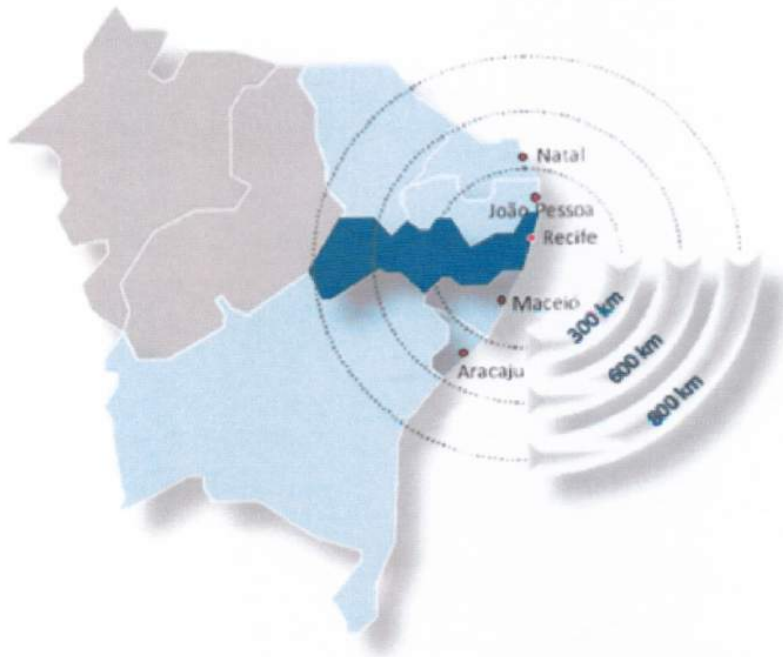 Natal
João Pessoa
Recife
Maceió
Aracaju
300 km
600 km
800 km